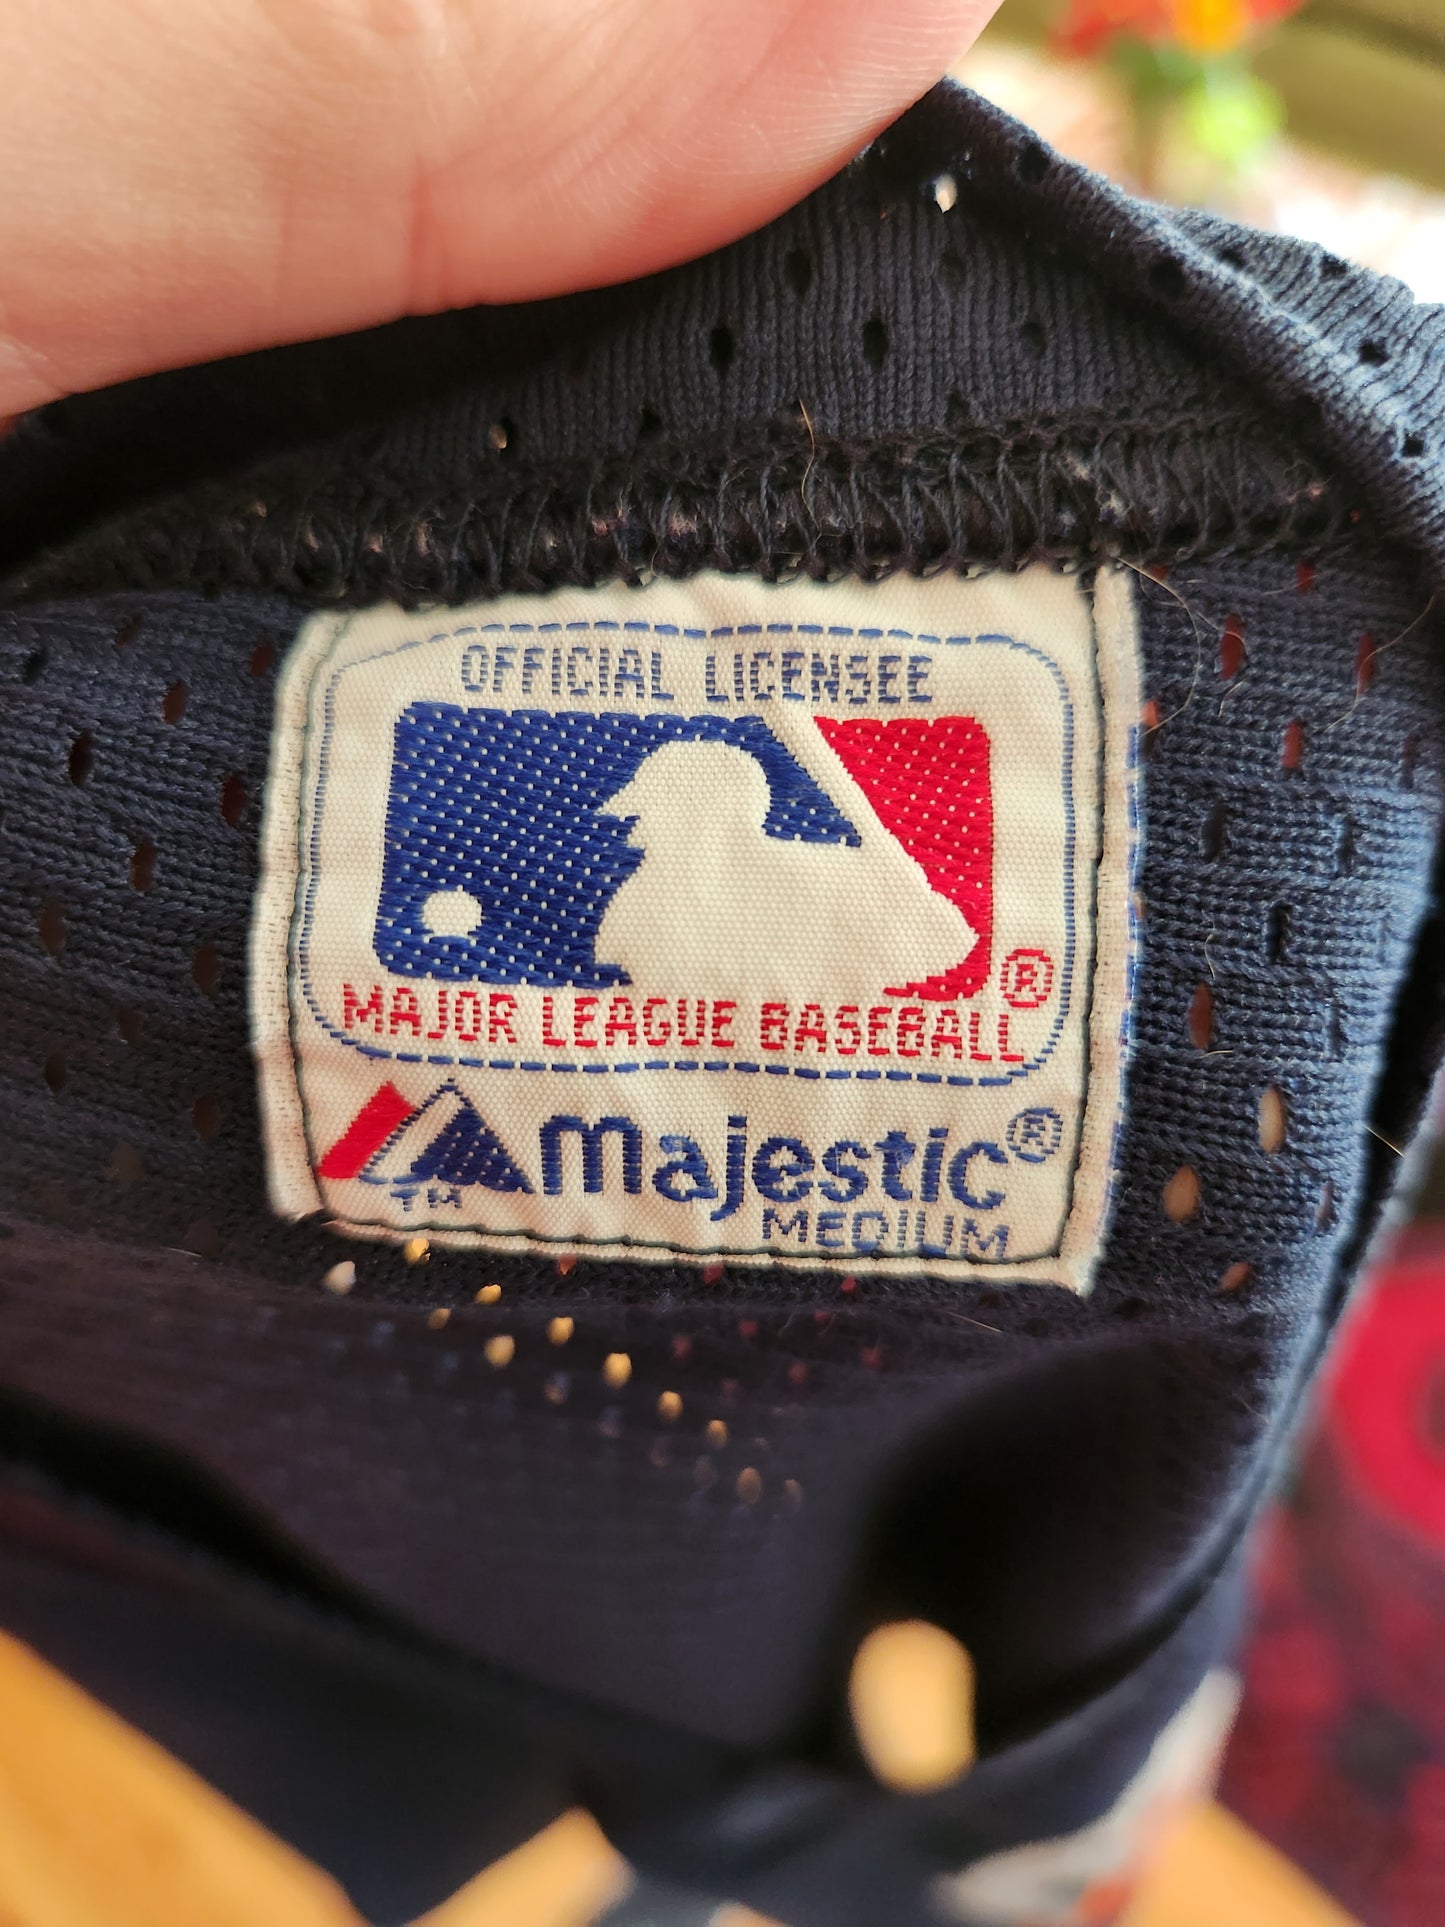 OFFICIAL LICENSEE
MAJOR LEAGUE BASEBALL®
Majestic®
TM
MEDIUM